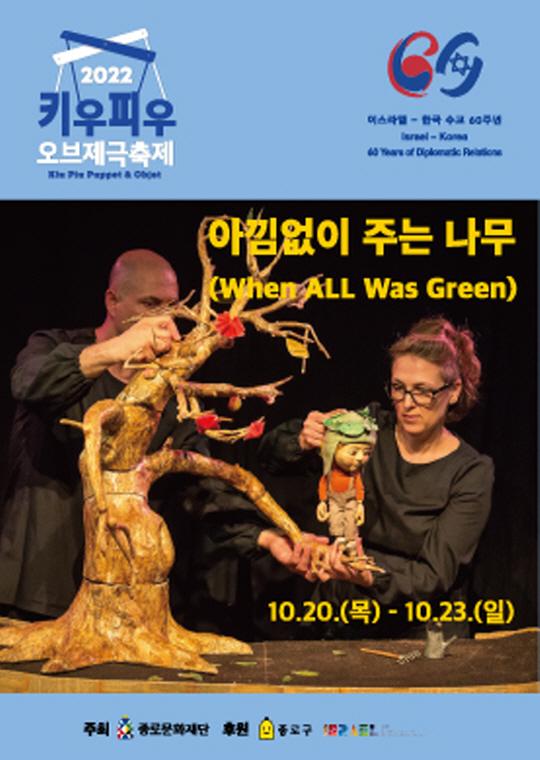 2022
키우피우
오브제극축제
Kiu Piu Puppet & Objet
이스라엘 - 한국 수교 60주년
Israel - Korea
60 Years of Diplomatic Relations
아낌없이 주는 나무
(When ALL Was Green)
10.20.(목) - 10.23.(일)
주최 종로문화재단 후원 종로구